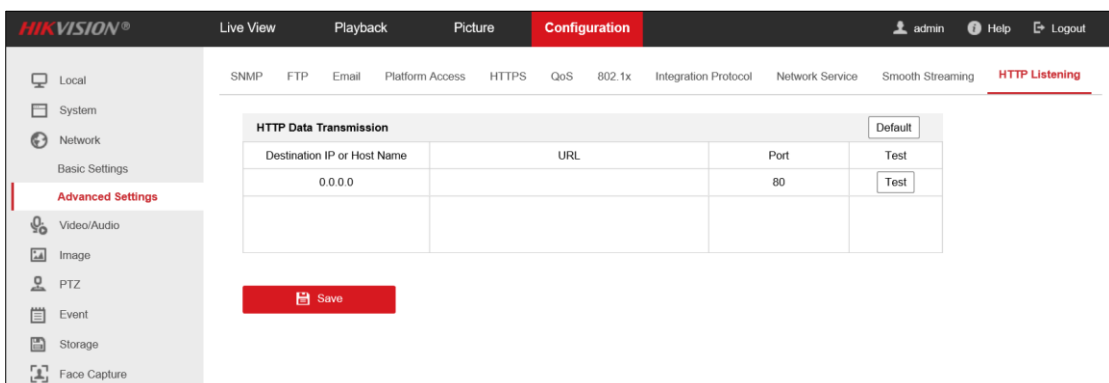 HIKVISION® Live View Playback Picture Configuration admin Help Logout
SNMP FTP Email Platform Access HTTPS QoS 802.1x Integration Protocol Network Service Smooth Streaming HTTP Listening
Local
System
Network
Basic Settings
Advanced Settings
Video/Audio
Image
PTZ
Event
Storage
Face Capture
HTTP Data Transmission Default
Destination IP or Host Name URL Port Test
0.0.0.0 80 Test
Save